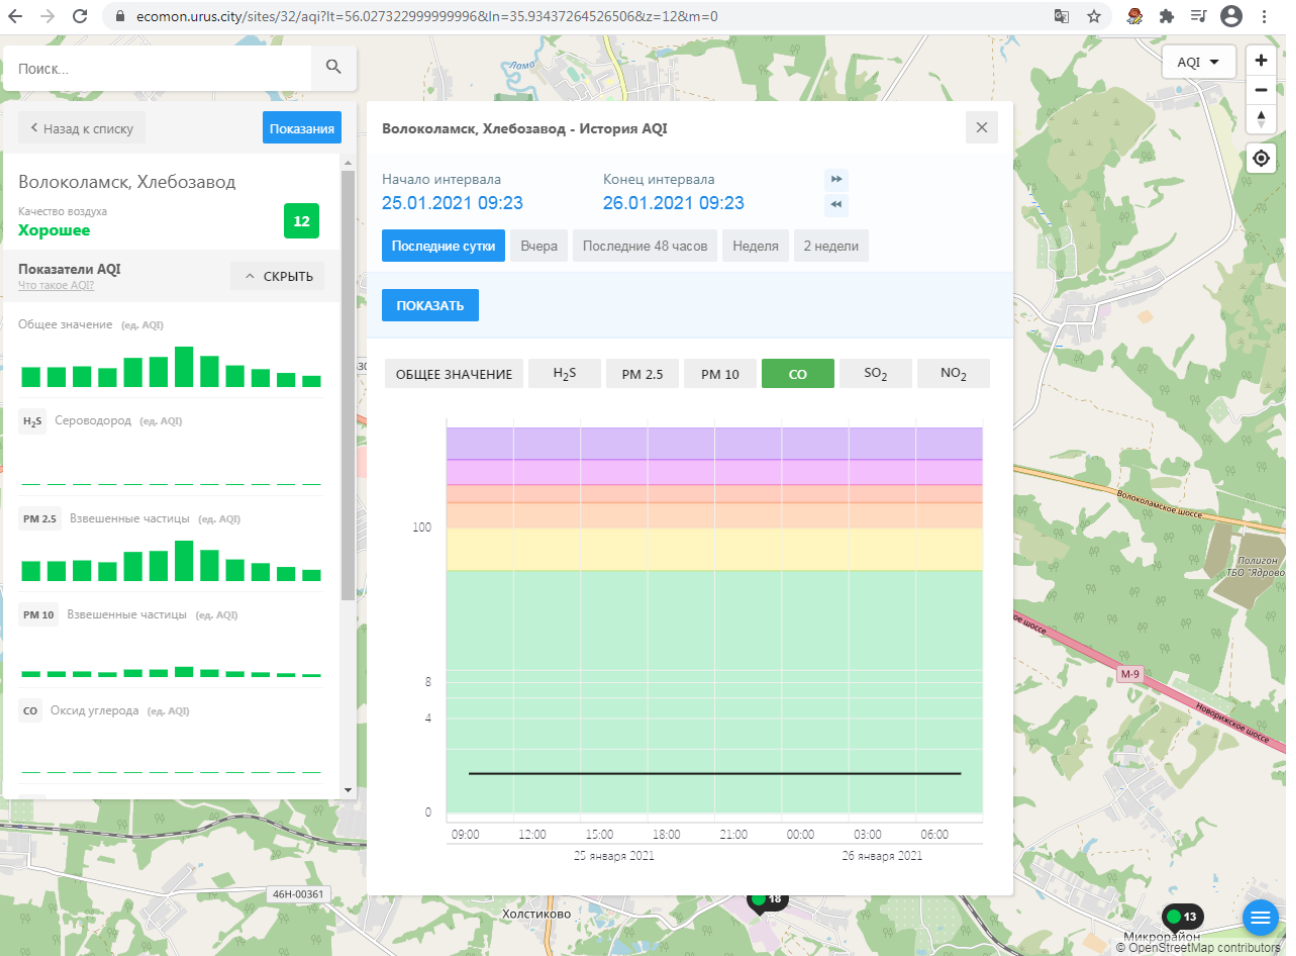 ecomon.urus.city/sites/32/aqi?lt=56.027322999999996&ln=35.93437264526506&z=12&m=0
Поиск...
AQI
Лама
Назад к списку
Показания
Волоколамск, Хлебозавод - История AQI
Волоколамск, Хлебозавод
Качество воздуха
Хорошее
12
Показатели AQI
Что такое AQI?
СКРЫТЬ
Общее значение (ед. AQI)
H₂S Сероводород (ед. AQI)
PM 2.5 Взвешенные частицы (ед. AQI)
PM 10 Взвешенные частицы (ед. AQI)
CO Оксид углерода (ед. AQI)
Начало интервала
25.01.2021 09:23
Конец интервала
26.01.2021 09:23
Последние сутки
Вчера
Последние 48 часов
Неделя
2 недели
ПОКАЗАТЬ
ОБЩЕЕ ЗНАЧЕНИЕ
H₂S
PM 2.5
PM 10
CO
SO₂
NO₂
100
8
4
0
09:00 12:00 15:00 18:00 21:00 00:00 03:00 06:00
25 января 2021 26 января 2021
Волоколамское шоссе
Полигон
ТБО "Ядрово
М-9
Новорижское шоссе
46Н-00361
Холстиково
18
13
Микрорайон
© OpenStreetMap contributors